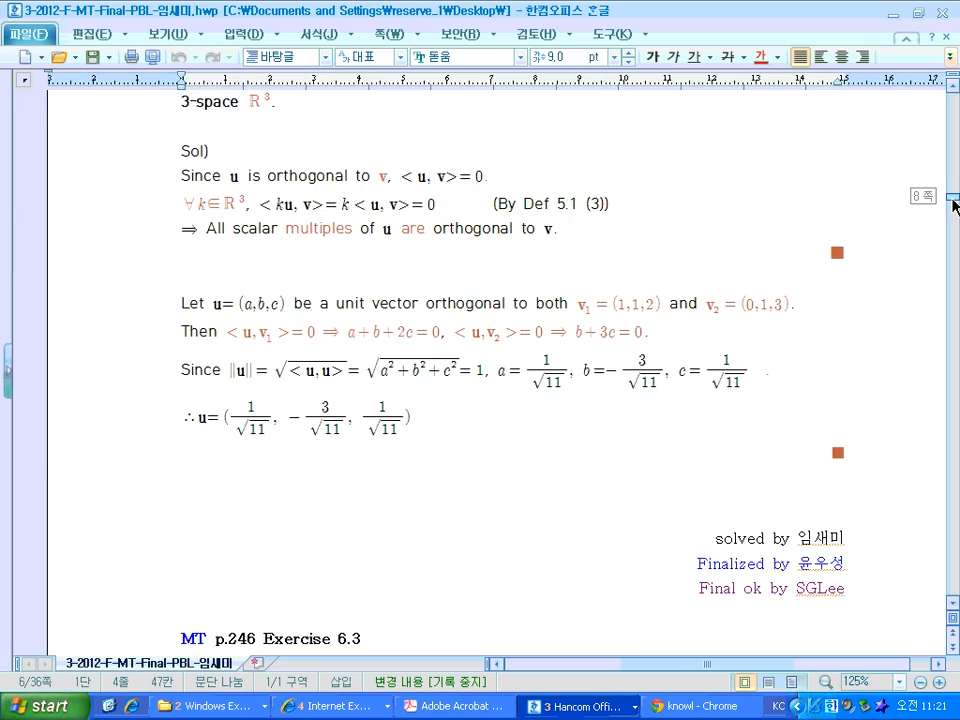 3-2012-F-MT-Final-PBL-임새미.hwp [C:₩Documents and Settings₩reserve_1₩Desktop₩] - 한컴오피스 한글
파일(F) 편집(E) 보기(U) 입력(D) 서식(J) 쪽(W) 보안(R) 검토(H) 도구(K)
바탕글 대표 돋움 9.0 pt 가 가 가 가 가
3-space ℝ³.
Sol)
Since u is orthogonal to v, <u, v>=0.
∀k∈ℝ³, <ku, v>=k<u, v>=0 (By Def 5.1 (3))
⇒ All scalar multiples of u are orthogonal to v.
8 쪽
Let u=(a,b,c) be a unit vector orthogonal to both v₁=(1,1,2) and v₂=(0,1,3).
Then <u,v₁>=0 ⇒ a+b+2c=0, <u,v₂>=0 ⇒ b+3c=0.
Since ‖u‖=√<u,u>=√a²+b²+c²=1, a=1/√11, b=-3/√11, c=1/√11 .
∴u=(1/√11, -3/√11, 1/√11)
solved by 임새미
Finalized by 윤우성
Final ok by SGLee
MT p.246 Exercise 6.3
3-2012-F-MT-Final-PBL-임새미
6/36쪽 1단 4줄 47칸 문단 나눔 1/1 구역 삽입 변경 내용 [기록 중지] 125%
start 2 Windows Ex... 4 Internet Ex... Adobe Acrobat ... 3 Hancom Offi... knowl - Chrome KO 오전 11:21